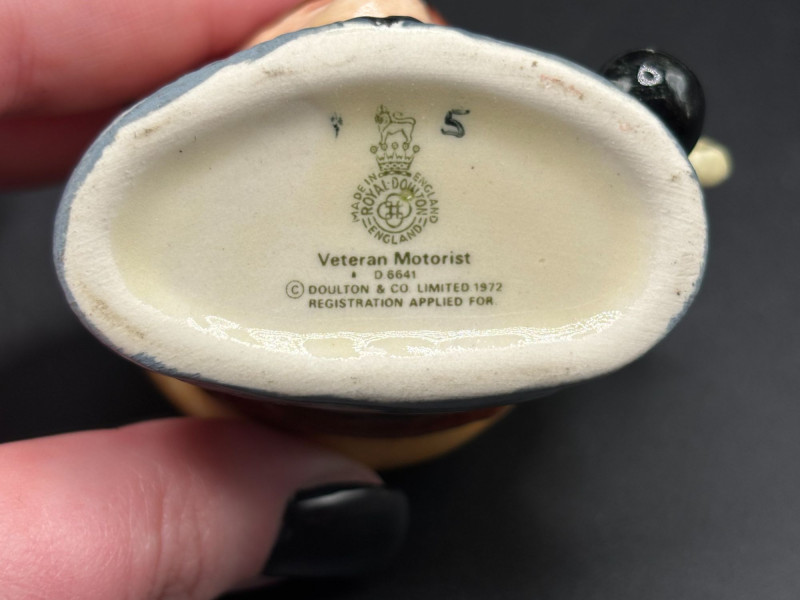 5
MADE IN ENGLAND
ROYAL DOULTON
ENGLAND
Veteran Motorist
D 6641
© DOULTON & CO. LIMITED 1972
REGISTRATION APPLIED FOR.